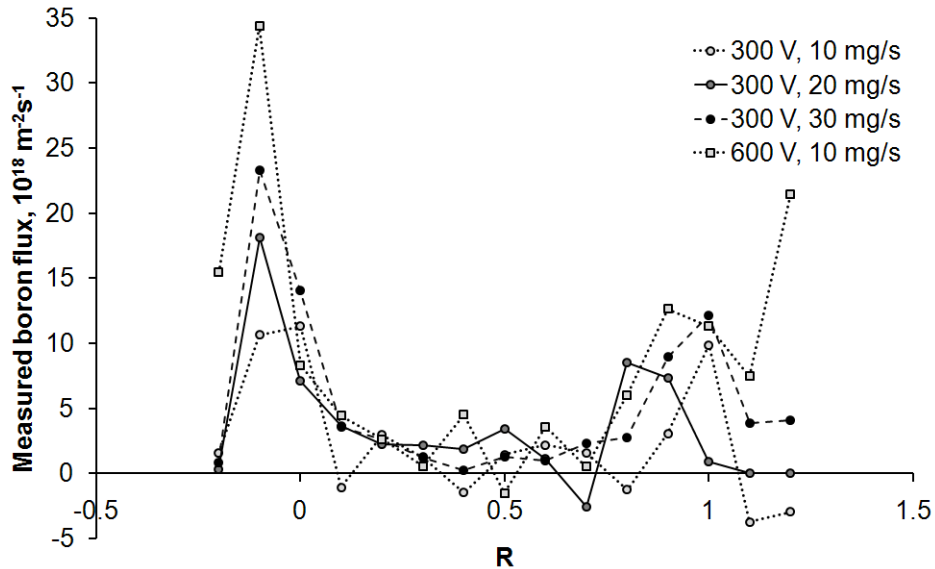 35
30
25
20
15
10
5
0
-5
-0.5
0
0.5
1
1.5
Measured boron flux, 10¹⁸ m⁻²s⁻¹
R
300 V, 10 mg/s
300 V, 20 mg/s
300 V, 30 mg/s
600 V, 10 mg/s